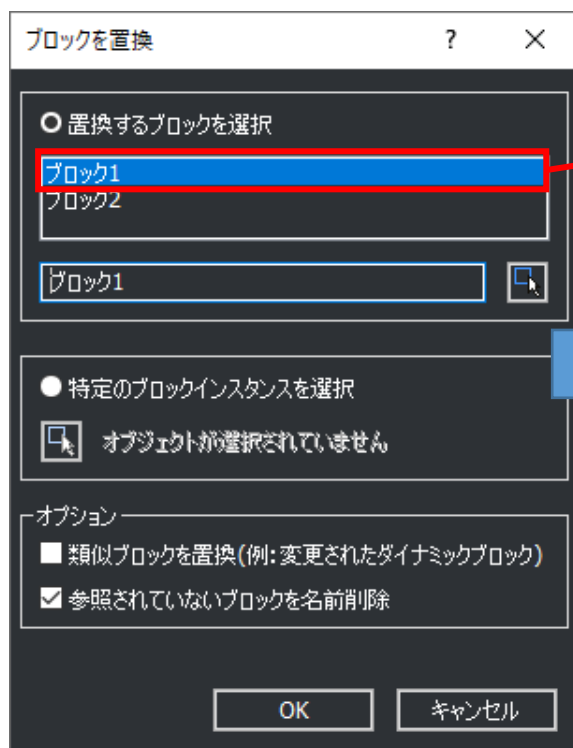 ブロックを置換 ? ×
置換するブロックを選択
ブロック1
ブロック2
ブロック1
特定のブロックインスタンスを選択
オブジェクトが選択されていません
オプション
類似ブロックを置換(例:変更されたダイナミックブロック)
参照されていないブロックを名前削除
OK キャンセル